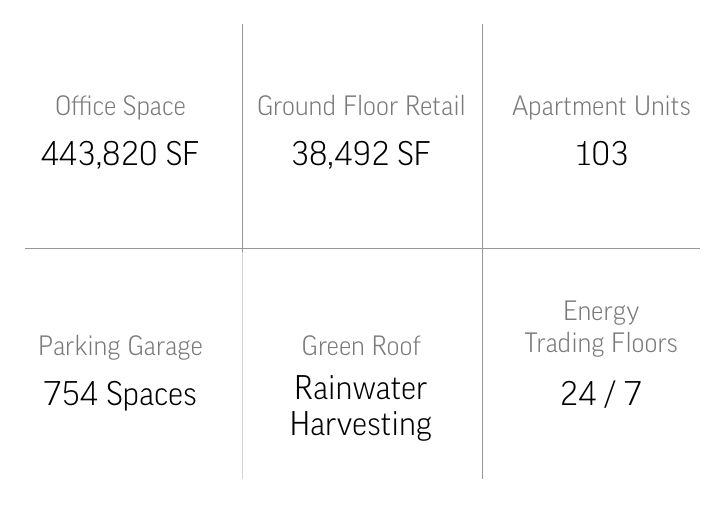 Office Space
443,820 SF
Ground Floor Retail
38,492 SF
Apartment Units
103
Parking Garage
754 Spaces
Green Roof
Rainwater
Harvesting
Energy
Trading Floors
24 / 7